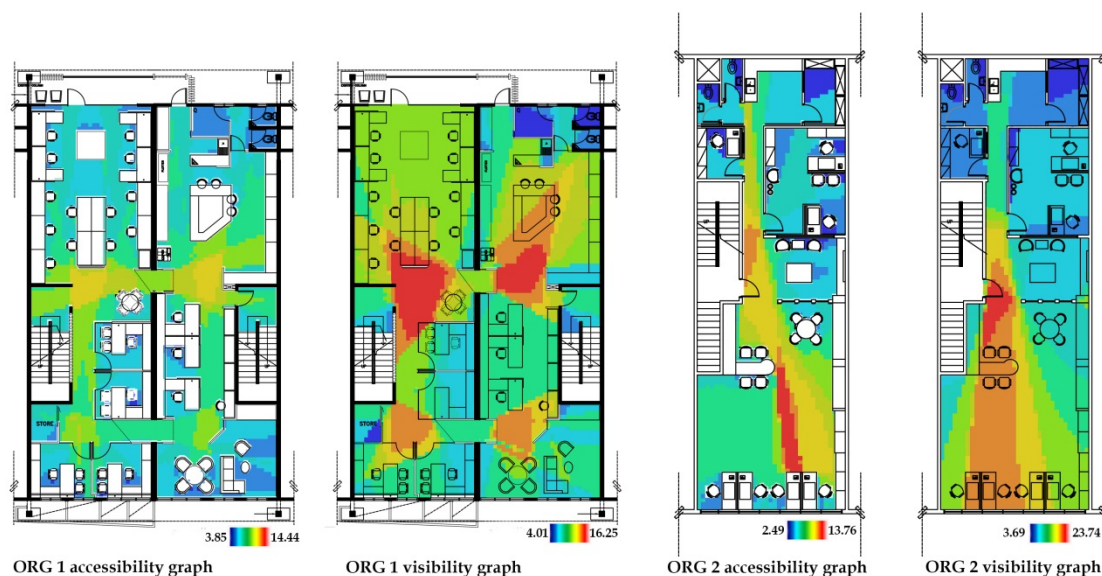 STORE
3.85 14.44
ORG 1 accessibility graph
STORE
4.01 16.25
ORG 1 visibility graph
2.49 13.76
ORG 2 accessibility graph
3.69 23.74
ORG 2 visibility graph